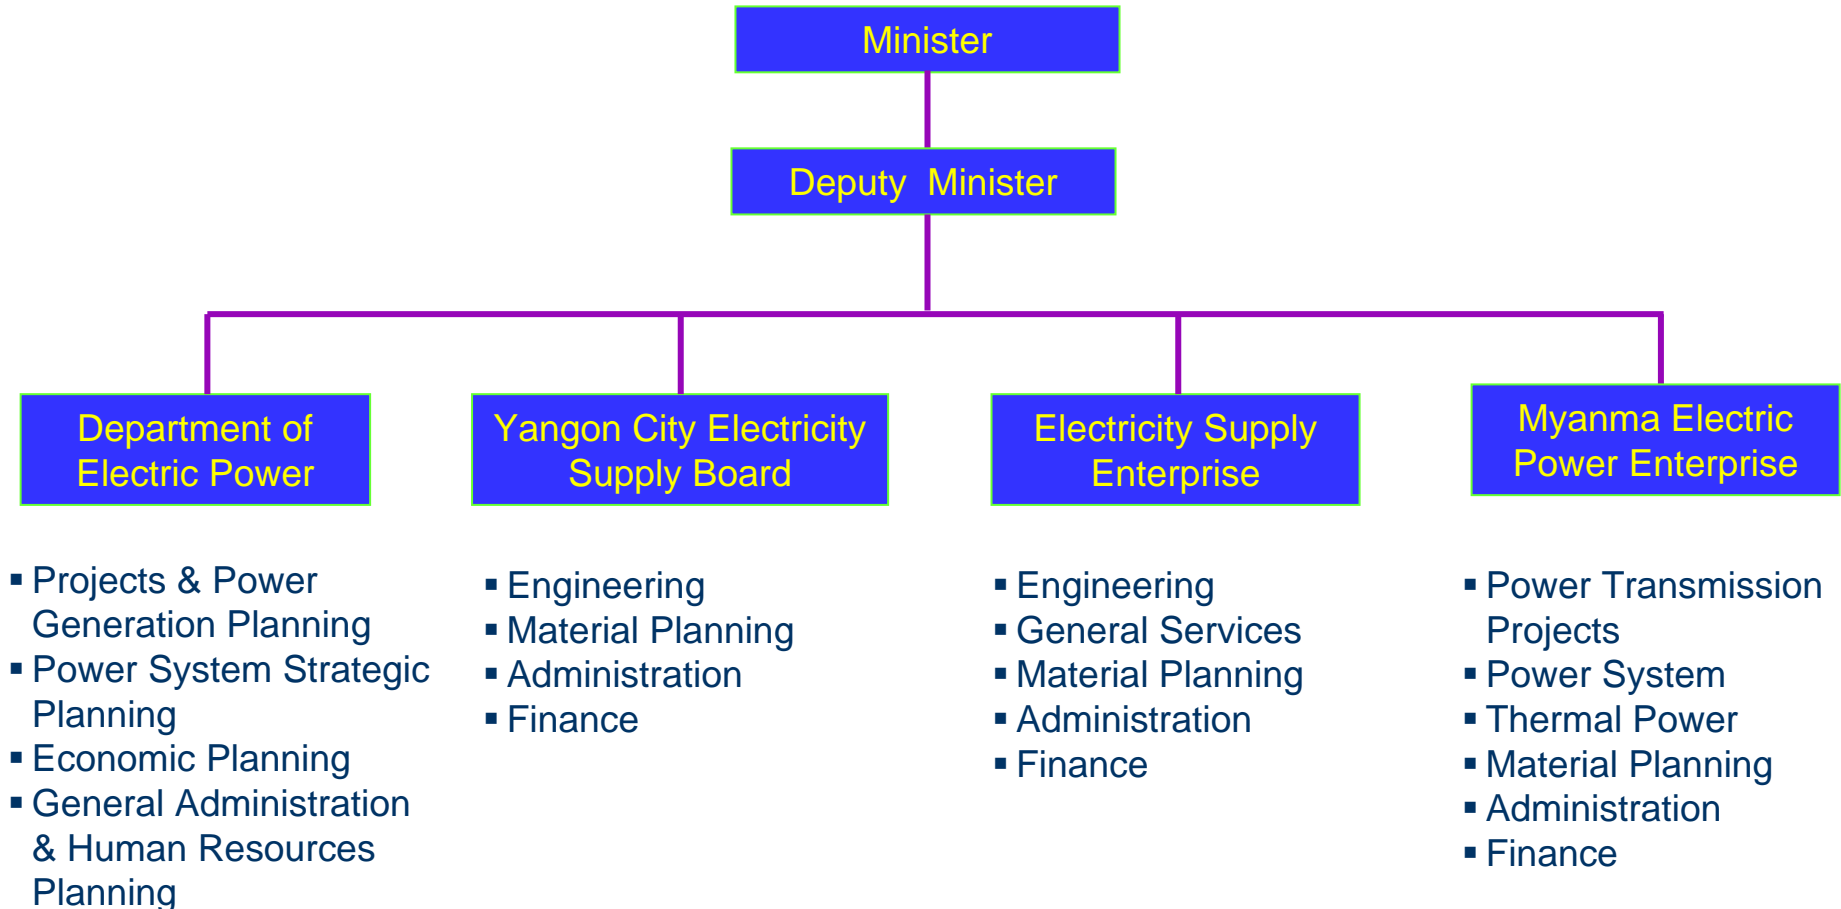 Minister
Deputy  Minister
Department of
Electric Power
Yangon City Electricity
Supply Board
Electricity Supply
Enterprise
Myanma Electric
Power Enterprise
▪ Projects & Power
Generation Planning
▪ Power System Strategic
Planning
▪ Economic Planning
▪ General Administration
& Human Resources
Planning
▪ Engineering
▪ Material Planning
▪ Administration
▪ Finance
▪ Engineering
▪ General Services
▪ Material Planning
▪ Administration
▪ Finance
▪ Power Transmission
Projects
▪ Power System
▪ Thermal Power
▪ Material Planning
▪ Administration
▪ Finance